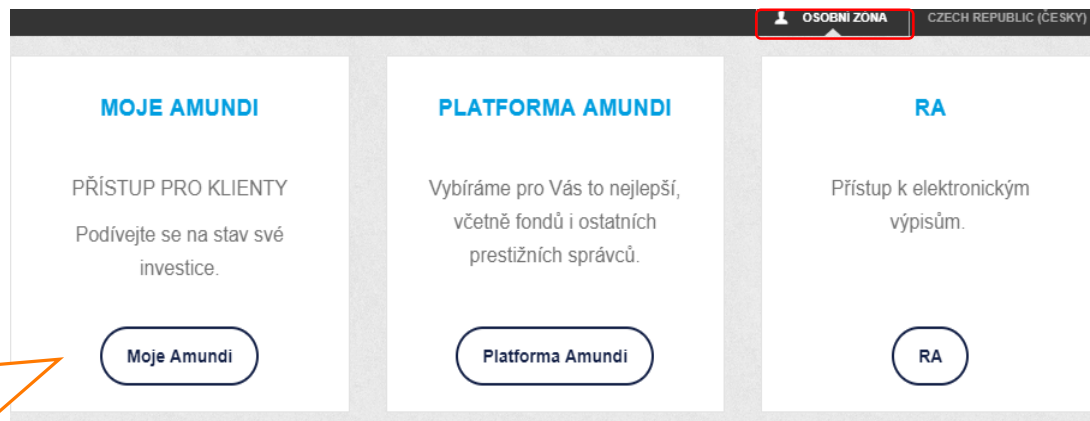 OSOBNÍ ZÓNA
CZECH REPUBLIC (ČESKY)
MOJE AMUNDI
PŘÍSTUP PRO KLIENTY
Podívejte se na stav své
investice.
Moje Amundi
PLATFORMA AMUNDI
Vybíráme pro Vás to nejlepší,
včetně fondů i ostatních
prestižních správců.
Platforma Amundi
RA
Přístup k elektronickým
výpisům.
RA